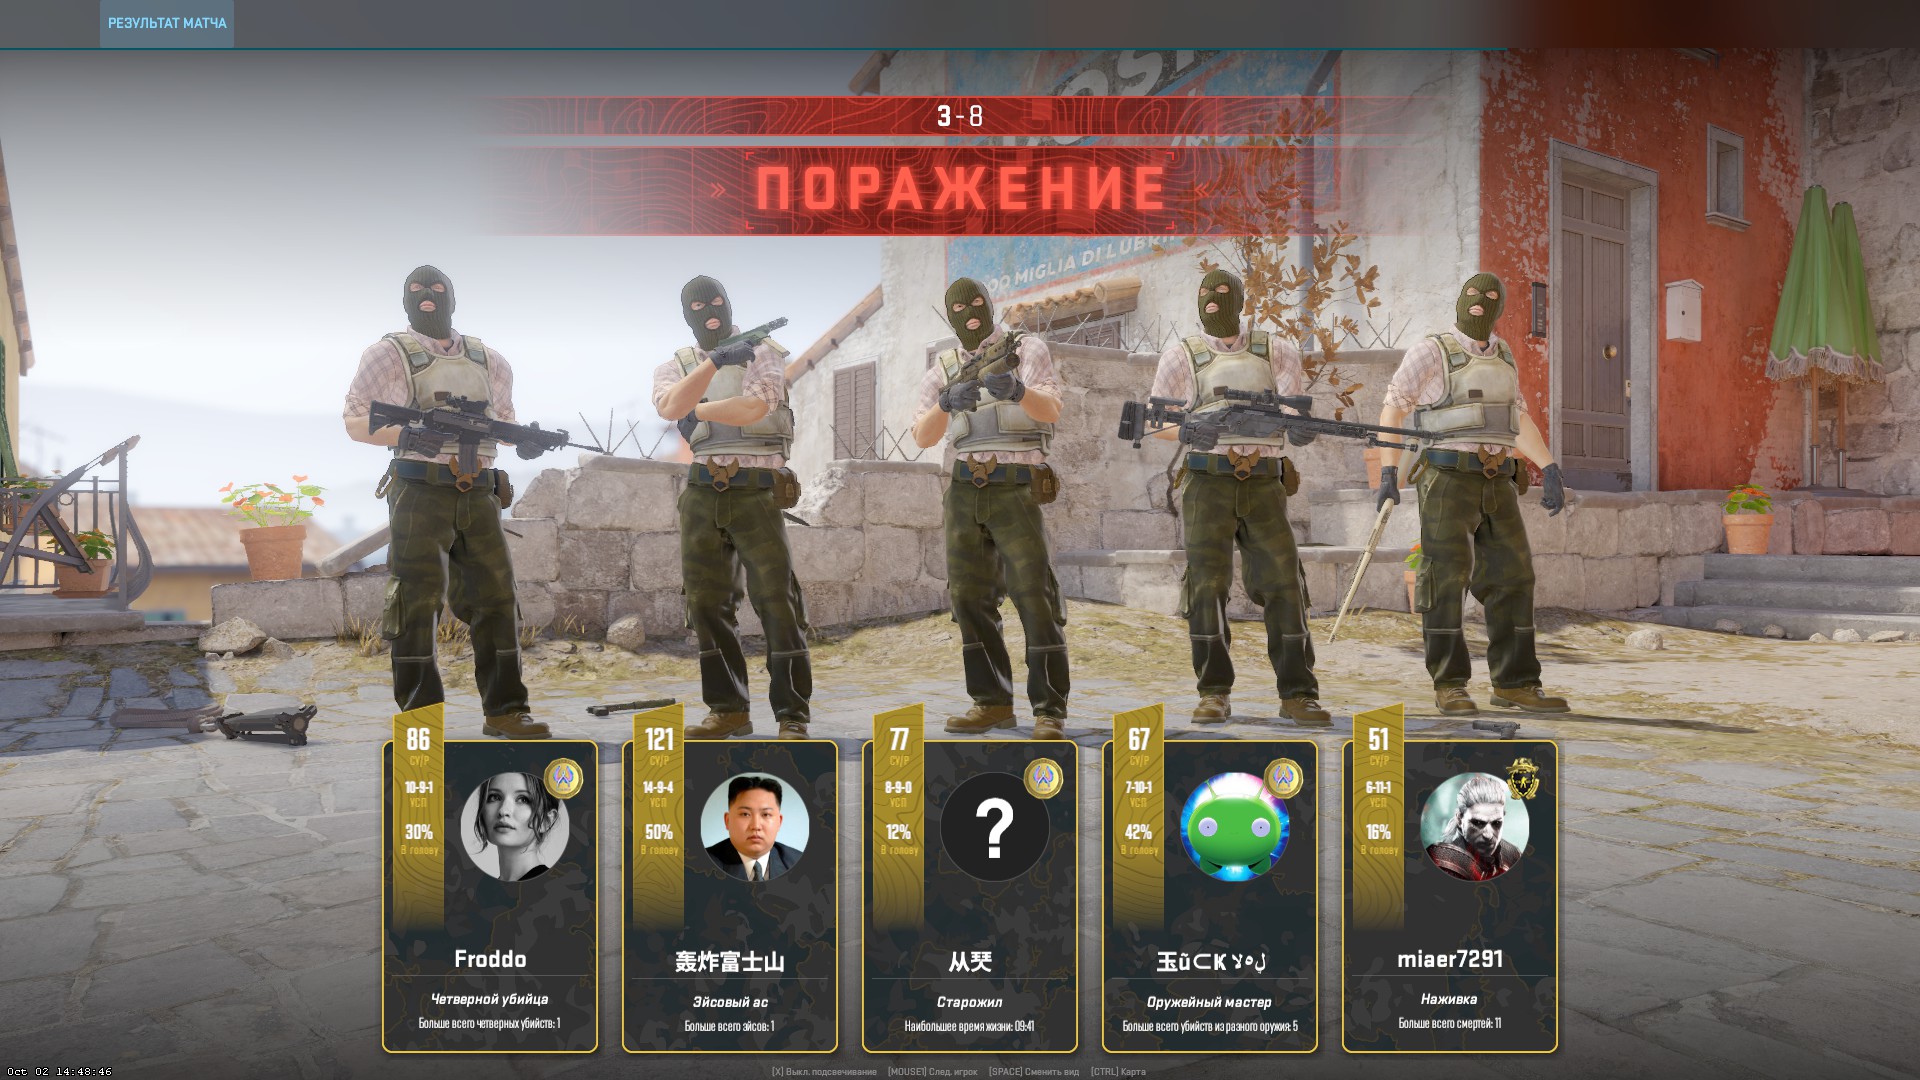 РЕЗУЛЬТАТ МАТЧА
3-8
» ПОРАЖЕНИЕ «
MIGLIA DI LUBRI
86
СУ/Р
10-9-1
УСП
30%
В голову
Froddo
Четверной убийца
Больше всего четверных убийств: 1
121
СУ/Р
14-9-4
УСП
50%
В голову
轰炸富士山
Эйсовый ас
Больше всего эйсов: 1
77
СУ/Р
8-9-0
УСП
12%
В голову
?
Старожил
Наибольшее время жизни: 09:41
67
СУ/Р
7-10-1
УСП
42%
В голову
Оружейный мастер
Больше всего убийств из разного оружия: 5
51
СУ/Р
6-11-1
УСП
16%
В голову
miaer7291
Наживка
Больше всего смертей: 11
[X] Выкл. подсвечивание [MOUSE1] След. игрок [SPACE] Сменить вид [CTRL] Карта
Oct 02 14:48:46